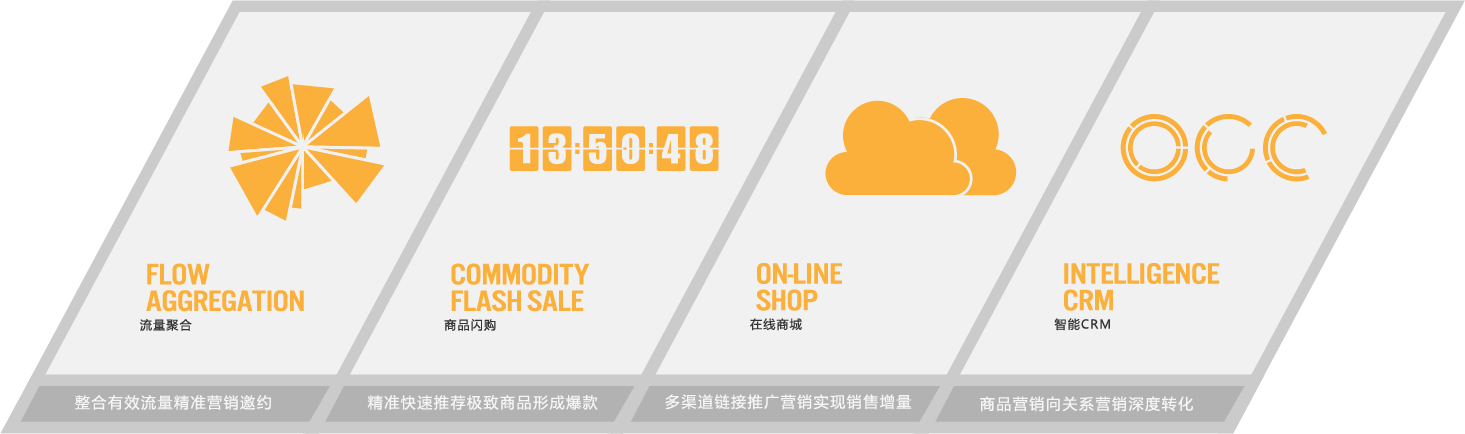 FLOW
AGGREGATION
流量聚合
整合有效流量精准营销邀约
13:50:48
COMMODITY
FLASH SALE
商品闪购
精准快速推荐极致商品形成爆款
ON-LINE
SHOP
在线商城
多渠道链接推广营销实现销售增量
OCC
INTELLIGENCE
CRM
智能CRM
商品营销向关系营销深度转化